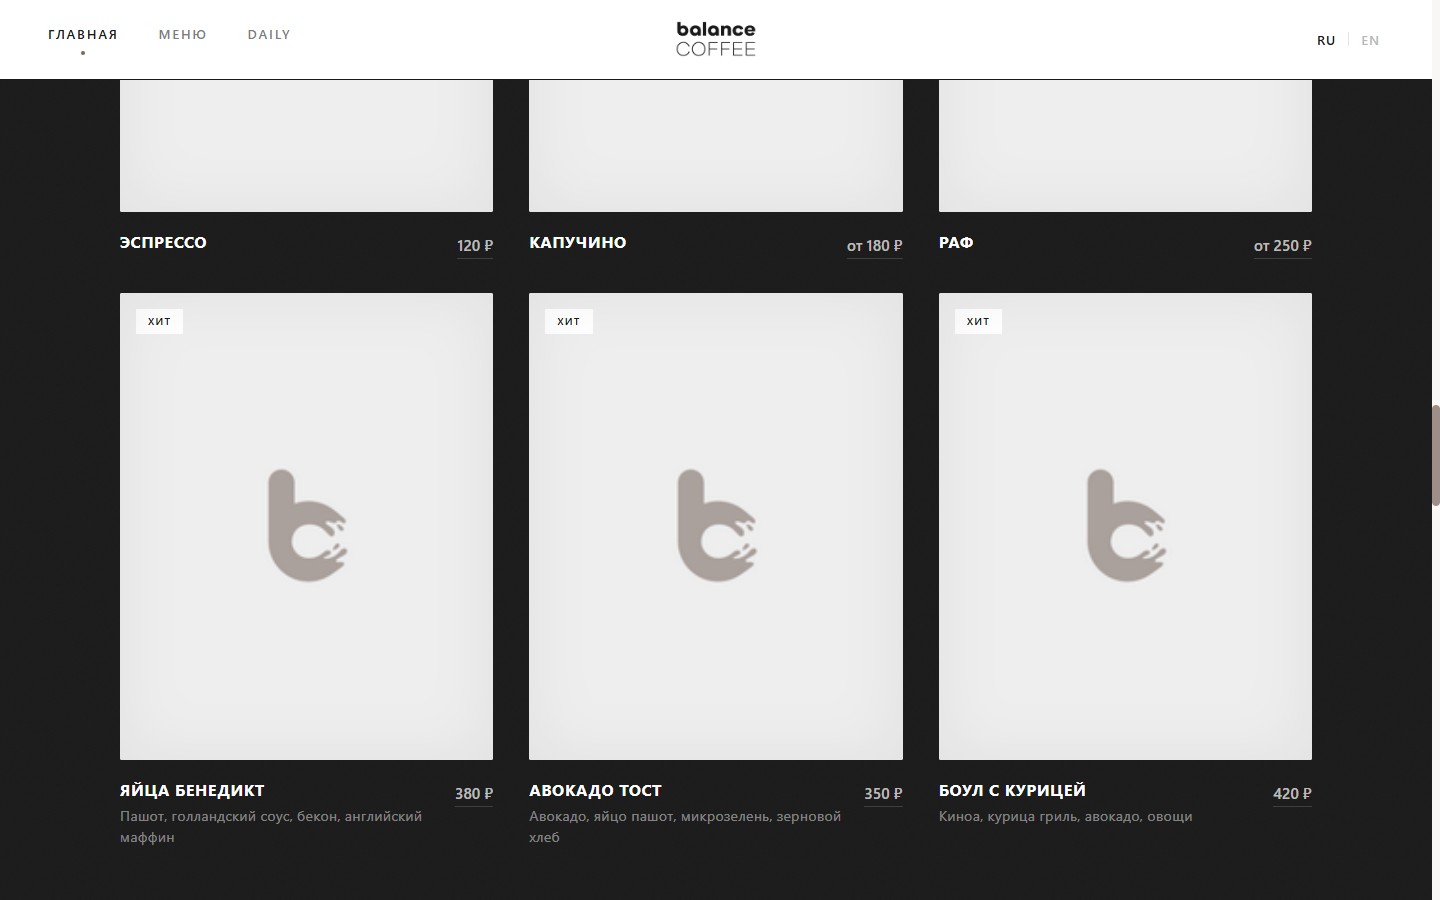 ГЛАВНАЯ МЕНЮ DAILY
balance
COFFEE
RU EN
ЭСПРЕССО 120 ₽
КАПУЧИНО от 180 ₽
РАФ от 250 ₽
ХИТ
ХИТ
ХИТ
ЯЙЦА БЕНЕДИКТ 380 ₽
Пашот, голландский соус, бекон, английский
маффин
АВОКАДО ТОСТ 350 ₽
Авокадо, яйцо пашот, микрозелень, зерновой
хлеб
БОУЛ С КУРИЦЕЙ 420 ₽
Киноа, курица гриль, авокадо, овощи